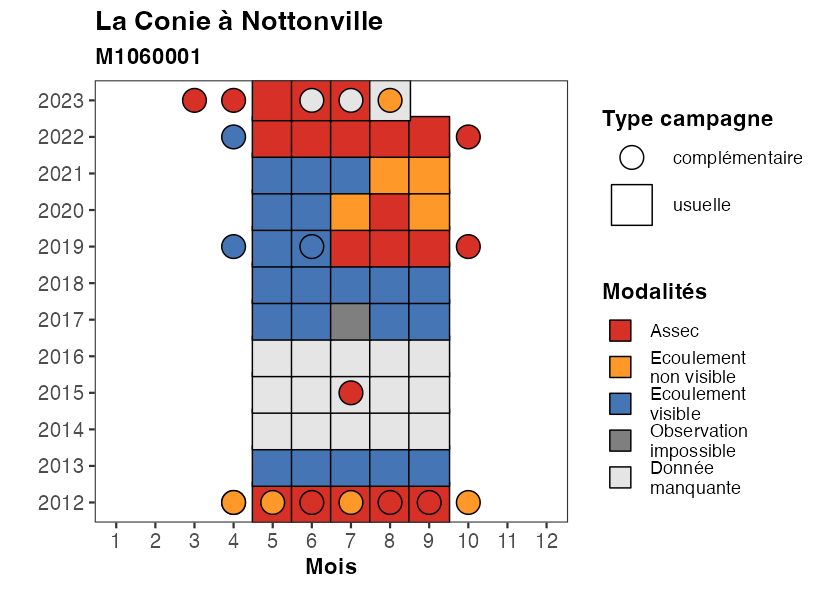 La Conie à Nottonville
M1060001
2023
2022
2021
2020
2019
2018
2017
2016
2015
2014
2013
2012
1 2 3 4 5 6 7 8 9 10 11 12
Mois
Type campagne
complémentaire
usuelle
Modalités
Assec
Ecoulement
non visible
Ecoulement
visible
Observation
impossible
Donnée
manquante